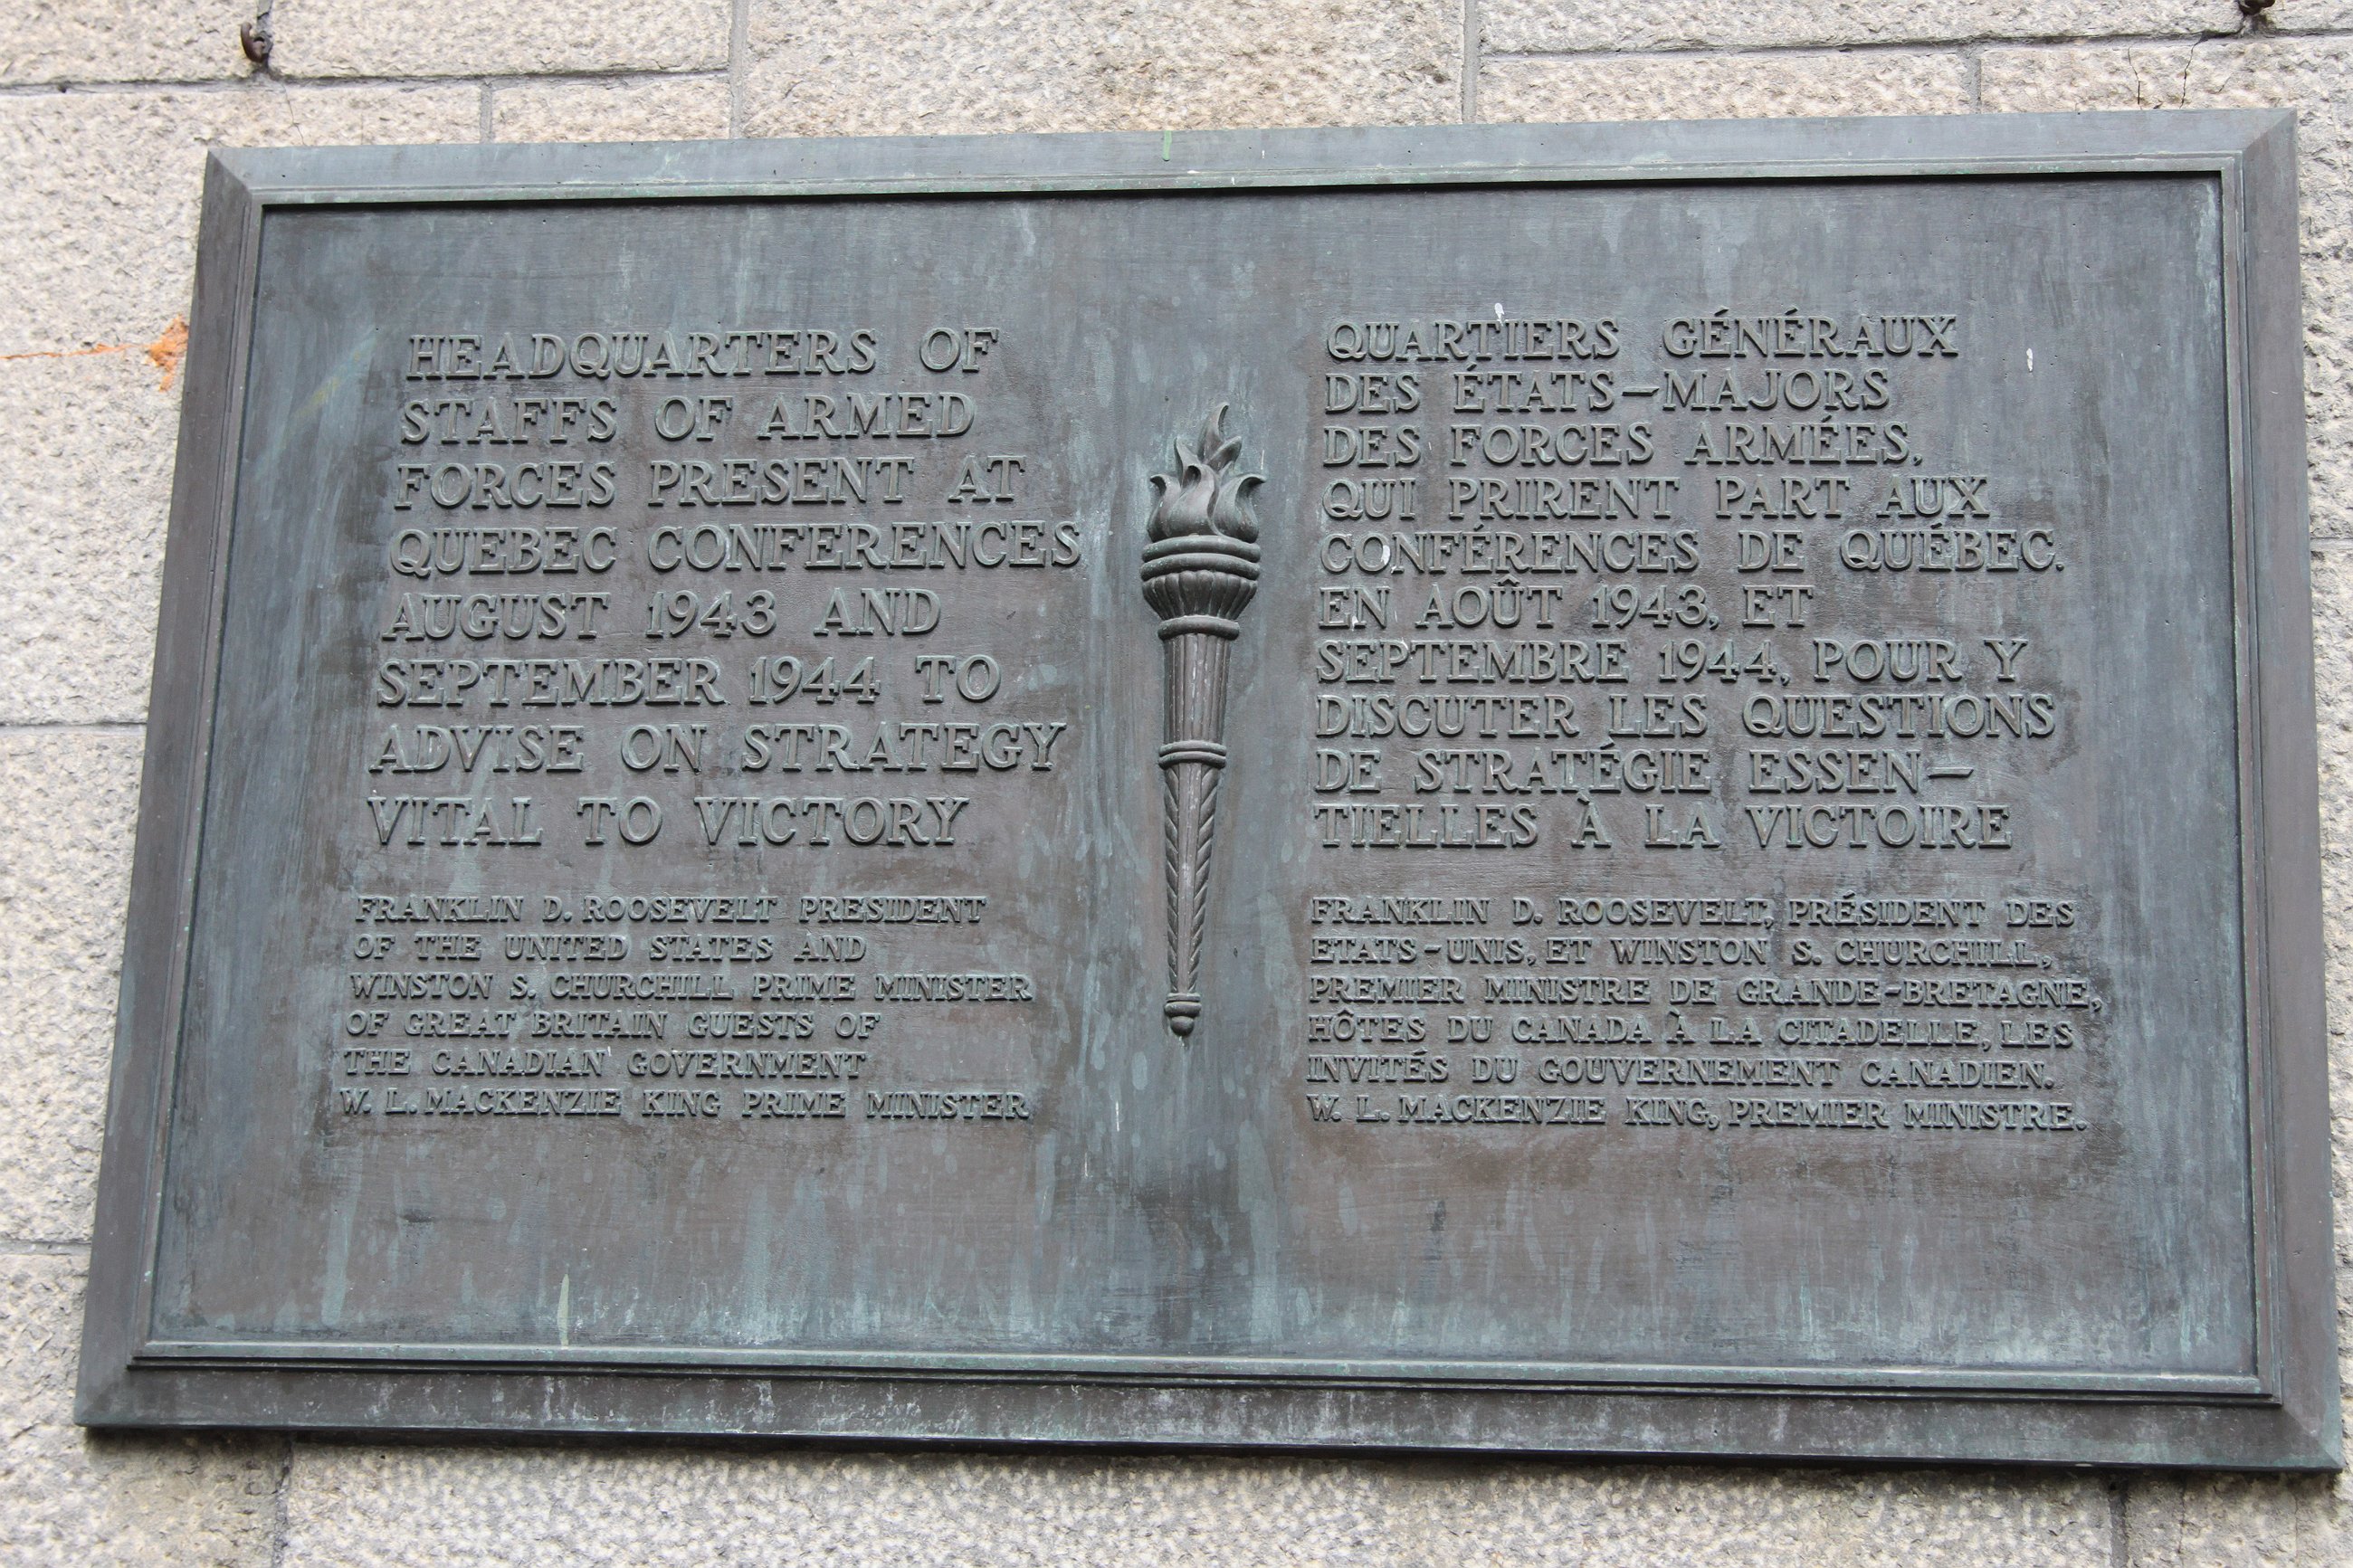 HEADQUARTERS OF
STAFFS OF ARMED
FORCES PRESENT AT
QUEBEC CONFERENCES
AUGUST 1943 AND
SEPTEMBER 1944 TO
ADVISE ON STRATEGY
VITAL TO VICTORY
FRANKLIN D. ROOSEVELT PRESIDENT
OF THE UNITED STATES AND
WINSTON S. CHURCHILL PRIME MINISTER
OF GREAT BRITAIN GUESTS OF
THE CANADIAN GOVERNMENT
W. L. MACKENZIE KING PRIME MINISTER
QUARTIERS GÉNÉRAUX
DES ÉTATS-MAJORS
DES FORCES ARMÉES,
QUI PRIRENT PART AUX
CONFÉRENCES DE QUÉBEC.
EN AOÛT 1943, ET
SEPTEMBRE 1944, POUR Y
DISCUTER LES QUESTIONS
DE STRATÉGIE ESSEN-
TIELLES À LA VICTOIRE
FRANKLIN D. ROOSEVELT, PRÉSIDENT DES
ETATS-UNIS, ET WINSTON S. CHURCHILL,
PREMIER MINISTRE DE GRANDE-BRETAGNE,
HÔTES DU CANADA À LA CITADELLE, LES
INVITÉS DU GOUVERNEMENT CANADIEN.
W. L. MACKENZIE KING, PREMIER MINISTRE.